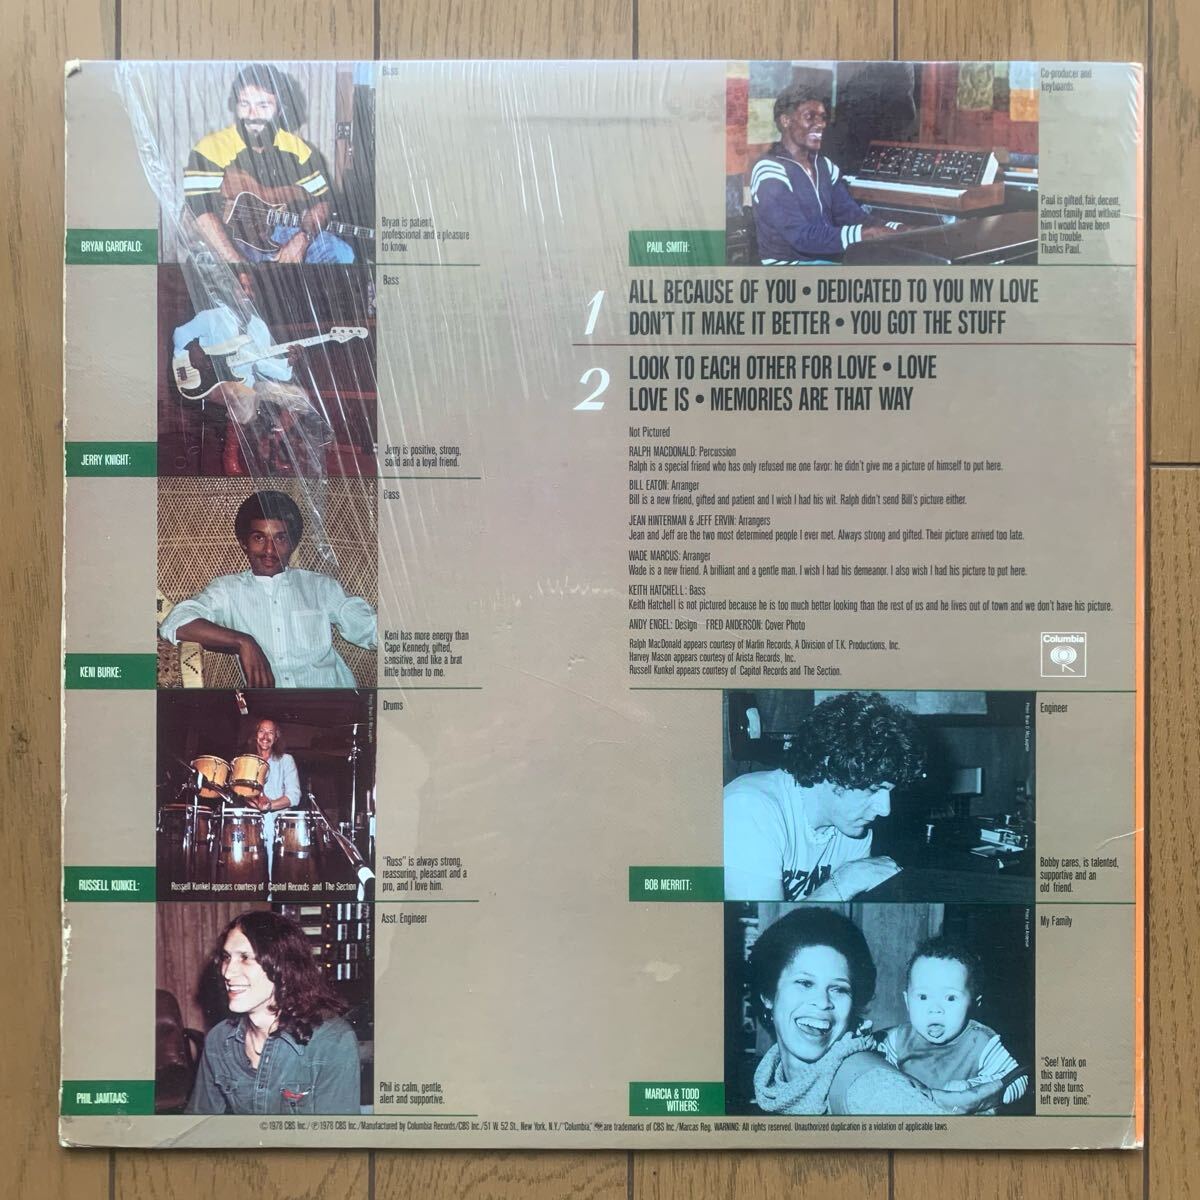 Bass
Bryan is patient,
professional and a pleasure
to know.
BRYAN GAROFALO:
Bass
Jerry is positive, strong,
solid and a loyal friend.
JERRY KNIGHT:
Bass
Keni has more energy than
Cape Kennedy, gifted,
sensitive, and like a brat
little brother to me.
KENI BURKE:
Drums
"Russ" is always strong,
reassuring, pleasant and a
pro, and I love him.
RUSSELL KUNKEL:
Russell Kunkel appears courtesy of Capitol Records and The Section
Asst. Engineer
Phil is calm, gentle,
alert and supportive.
PHIL JAMTAAS:
Co-producer and
keyboards.
Paul is gifted, fair, decent,
almost family and without
him I would have been
in big trouble.
Thanks Paul.
PAUL SMITH:
1
ALL BECAUSE OF YOU • DEDICATED TO YOU MY LOVE
DON'T IT MAKE IT BETTER • YOU GOT THE STUFF
2
LOOK TO EACH OTHER FOR LOVE • LOVE
LOVE IS • MEMORIES ARE THAT WAY
Not Pictured
RALPH MACDONALD: Percussion
Ralph is a special friend who has only refused me one favor: he didn't give me a picture of himself to put here.
BILL EATON: Arranger
Bill is a new friend, gifted and patient and I wish I had his wit. Ralph didn't send Bill's picture either.
JEAN HINTERMAN & JEFF ERVIN: Arrangers
Jean and Jeff are the two most determined people I ever met. Always strong and gifted. Their picture arrived too late.
WADE MARCUS: Arranger
Wade is a new friend. A brilliant and a gentle man. I wish I had his demeanor. I also wish I had his picture to put here.
KEITH HATCHELL: Bass
Keith Hatchell is not pictured because he is too much better looking than the rest of us and he lives out of town and we don't have his picture.
ANDY ENGEL: Design FRED ANDERSON: Cover Photo
Ralph MacDonald appears courtesy of Marlin Records, A Division of T.K. Productions, Inc.
Harvey Mason appears courtesy of Arista Records, Inc.
Russell Kunkel appears courtesy of Capitol Records and The Section.
Columbia
Engineer
Photo: Brian D. McLaughlin
Bobby cares, is talented,
supportive and an
old friend.
BOB MERRITT:
My Family
Photo: Fred Anderson
"See! Yank on
this earring
and she turns
left every time."
MARCIA & TODD
WITHERS:
© 1978 CBS Inc./℗ 1978 CBS Inc./Manufactured by Columbia Records/CBS Inc./51 W. 52 St., New York, N.Y./"Columbia," are trademarks of CBS Inc./Marcas Reg. WARNING: All rights reserved. Unauthorized duplication is a violation of applicable laws.